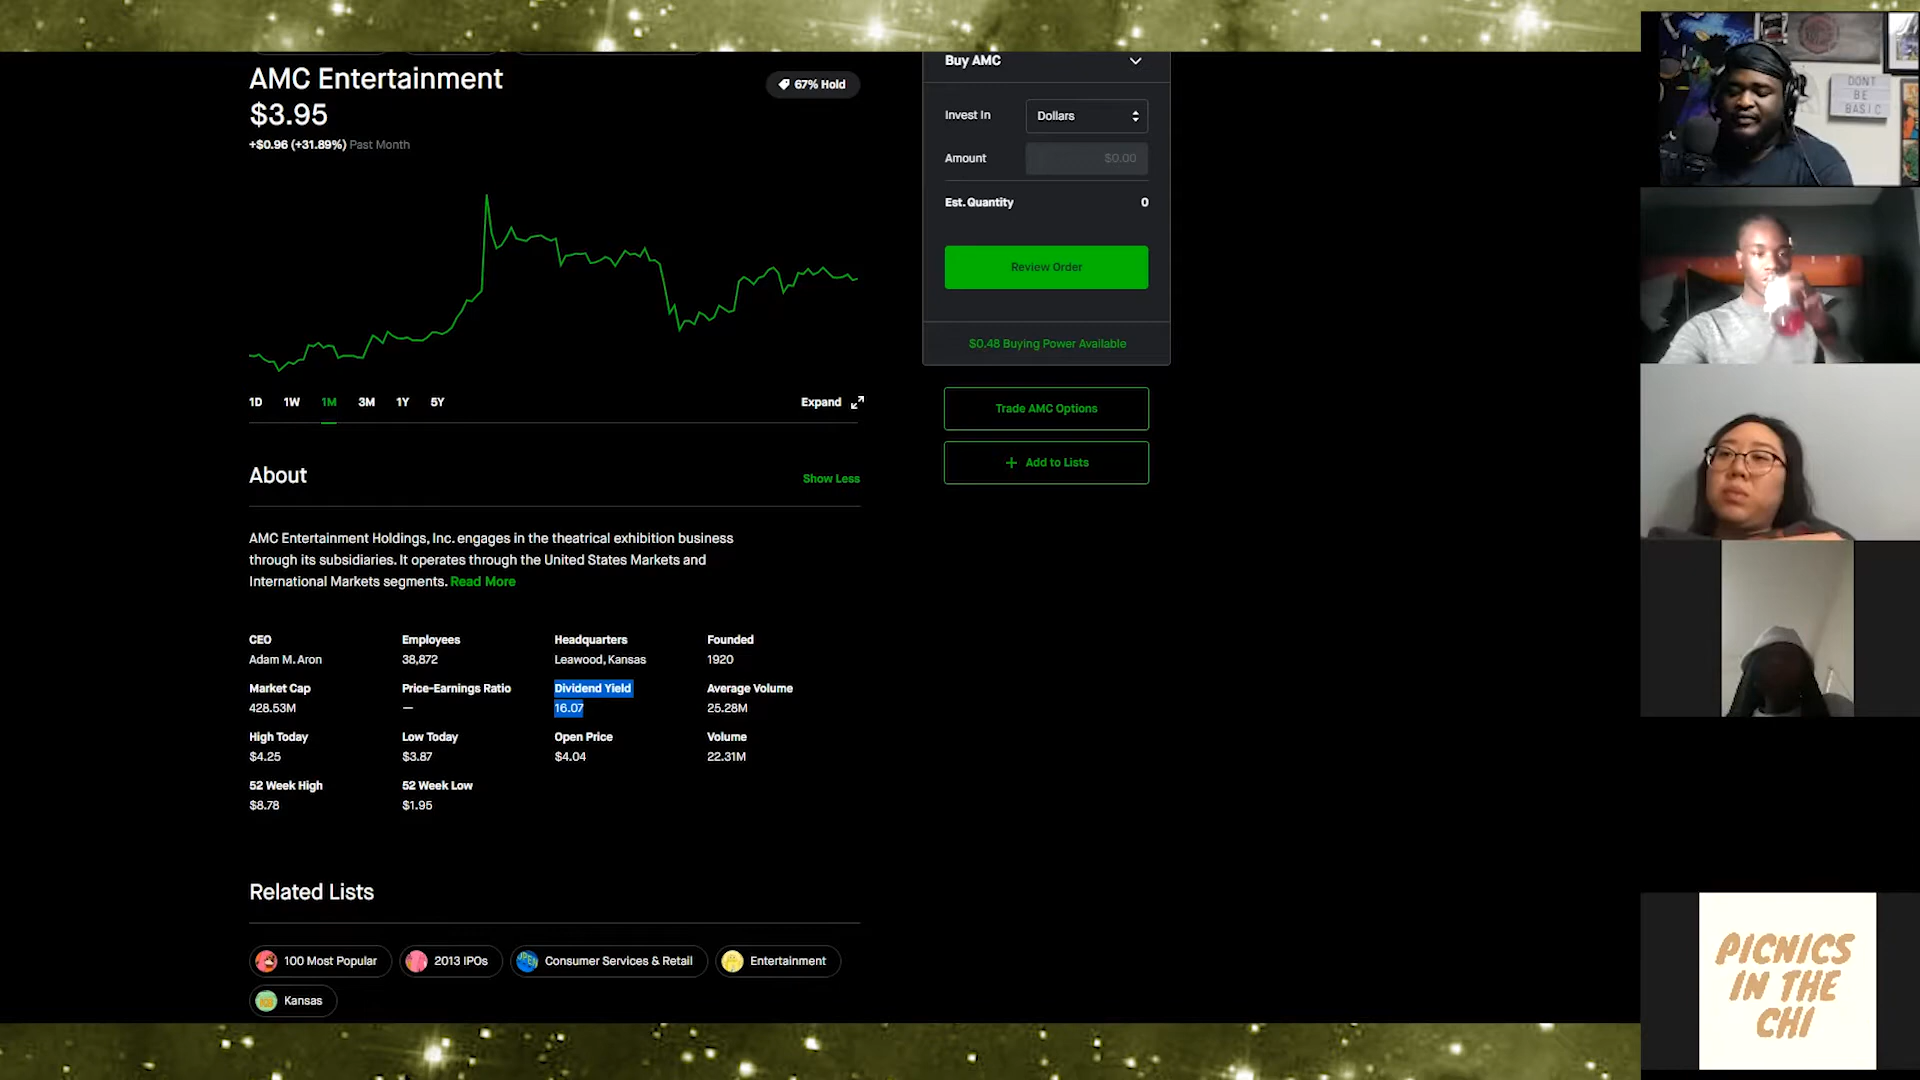 AMC Entertainment
$3.95
+$0.96 (+31.89%) Past Month
67% Hold
1D 1W 1M 3M 1Y 5Y
Expand
About
Show Less
AMC Entertainment Holdings, Inc. engages in the theatrical exhibition business
through its subsidiaries. It operates through the United States Markets and
International Markets segments. Read More
CEO
Adam M. Aron
Employees
38,872
Headquarters
Leawood, Kansas
Founded
1920
Market Cap
428.53M
Price-Earnings Ratio
—
Dividend Yield
16.07
Average Volume
25.28M
High Today
$4.25
Low Today
$3.87
Open Price
$4.04
Volume
22.31M
52 Week High
$8.78
52 Week Low
$1.95
Related Lists
100 Most Popular
2013 IPOs
Consumer Services & Retail
Entertainment
Kansas
Buy AMC
Invest In
Dollars
Amount
$0.00
Est. Quantity
0
Review Order
$0.48 Buying Power Available
Trade AMC Options
+ Add to Lists
DONT
BE
BASIC
PICNICS
IN THE
CHI